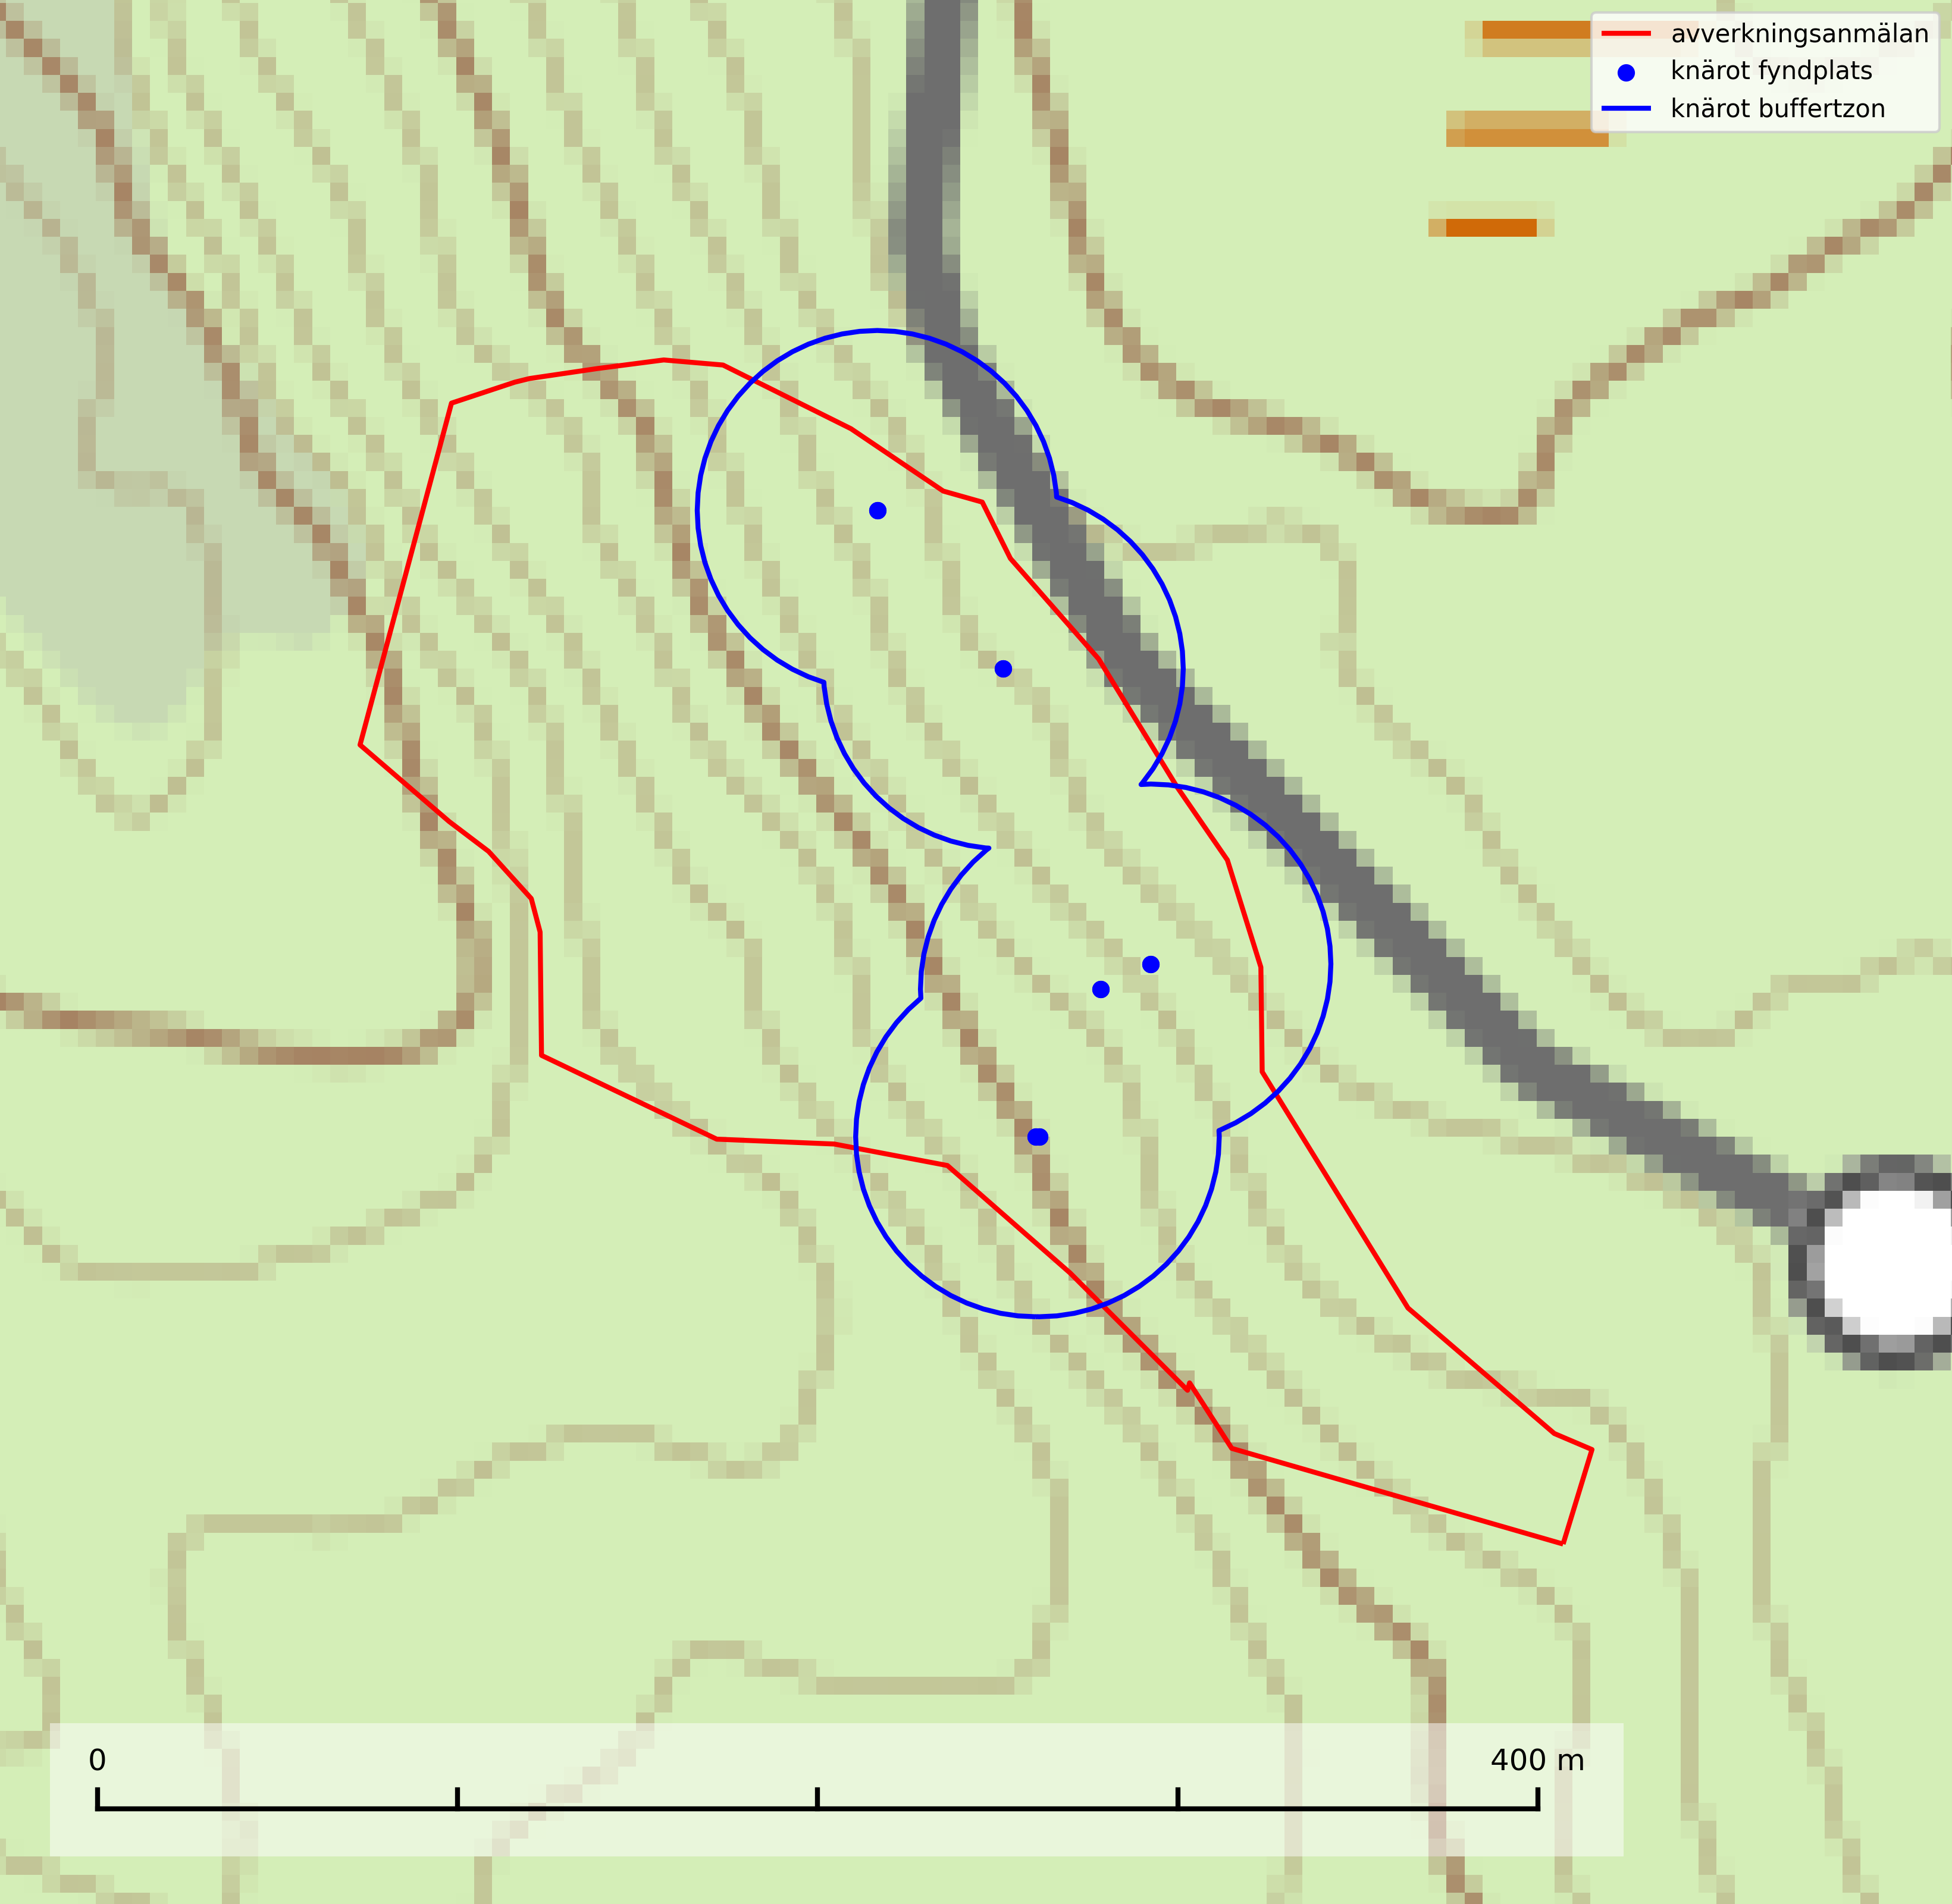 avverkningsanmälan
knärot fyndplats
knärot buffertzon
0
400 m